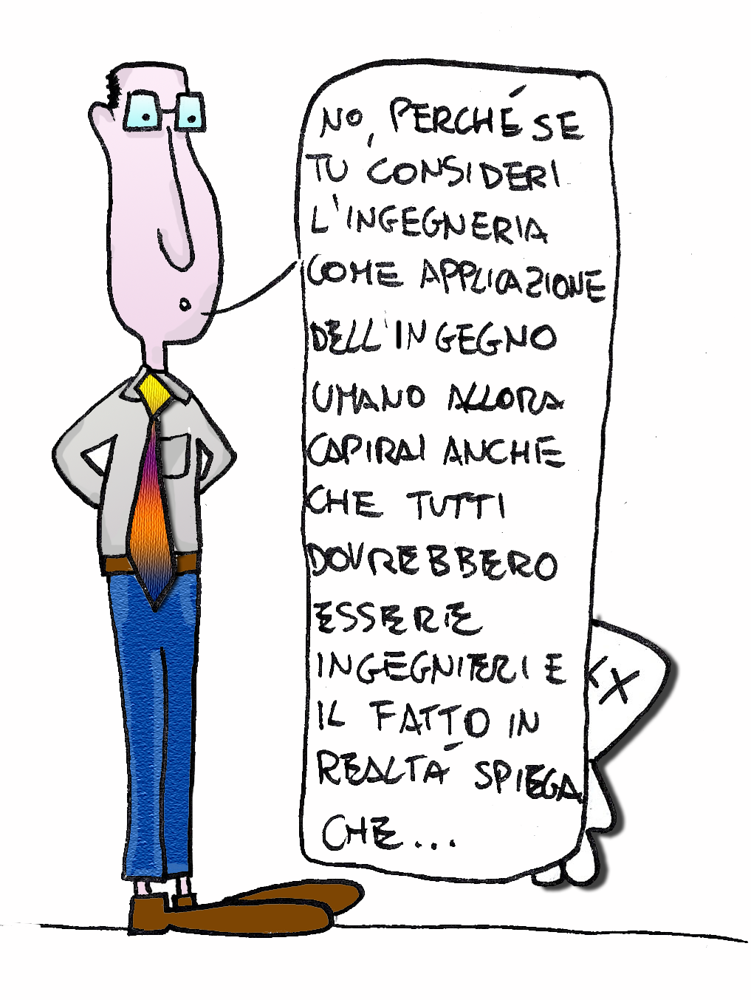 NO, PERCHÉ SE
TU CONSIDERI
L'INGEGNERIA
COME APPLICAZIONE
DELL'INGEGNO
UMANO ALLORA
CAPIRAI ANCHE
CHE TUTTI
DOVREBBERO
ESSERE
INGEGNIERI E
IL FATTO IN
REALTÁ SPIEGA
CHE...